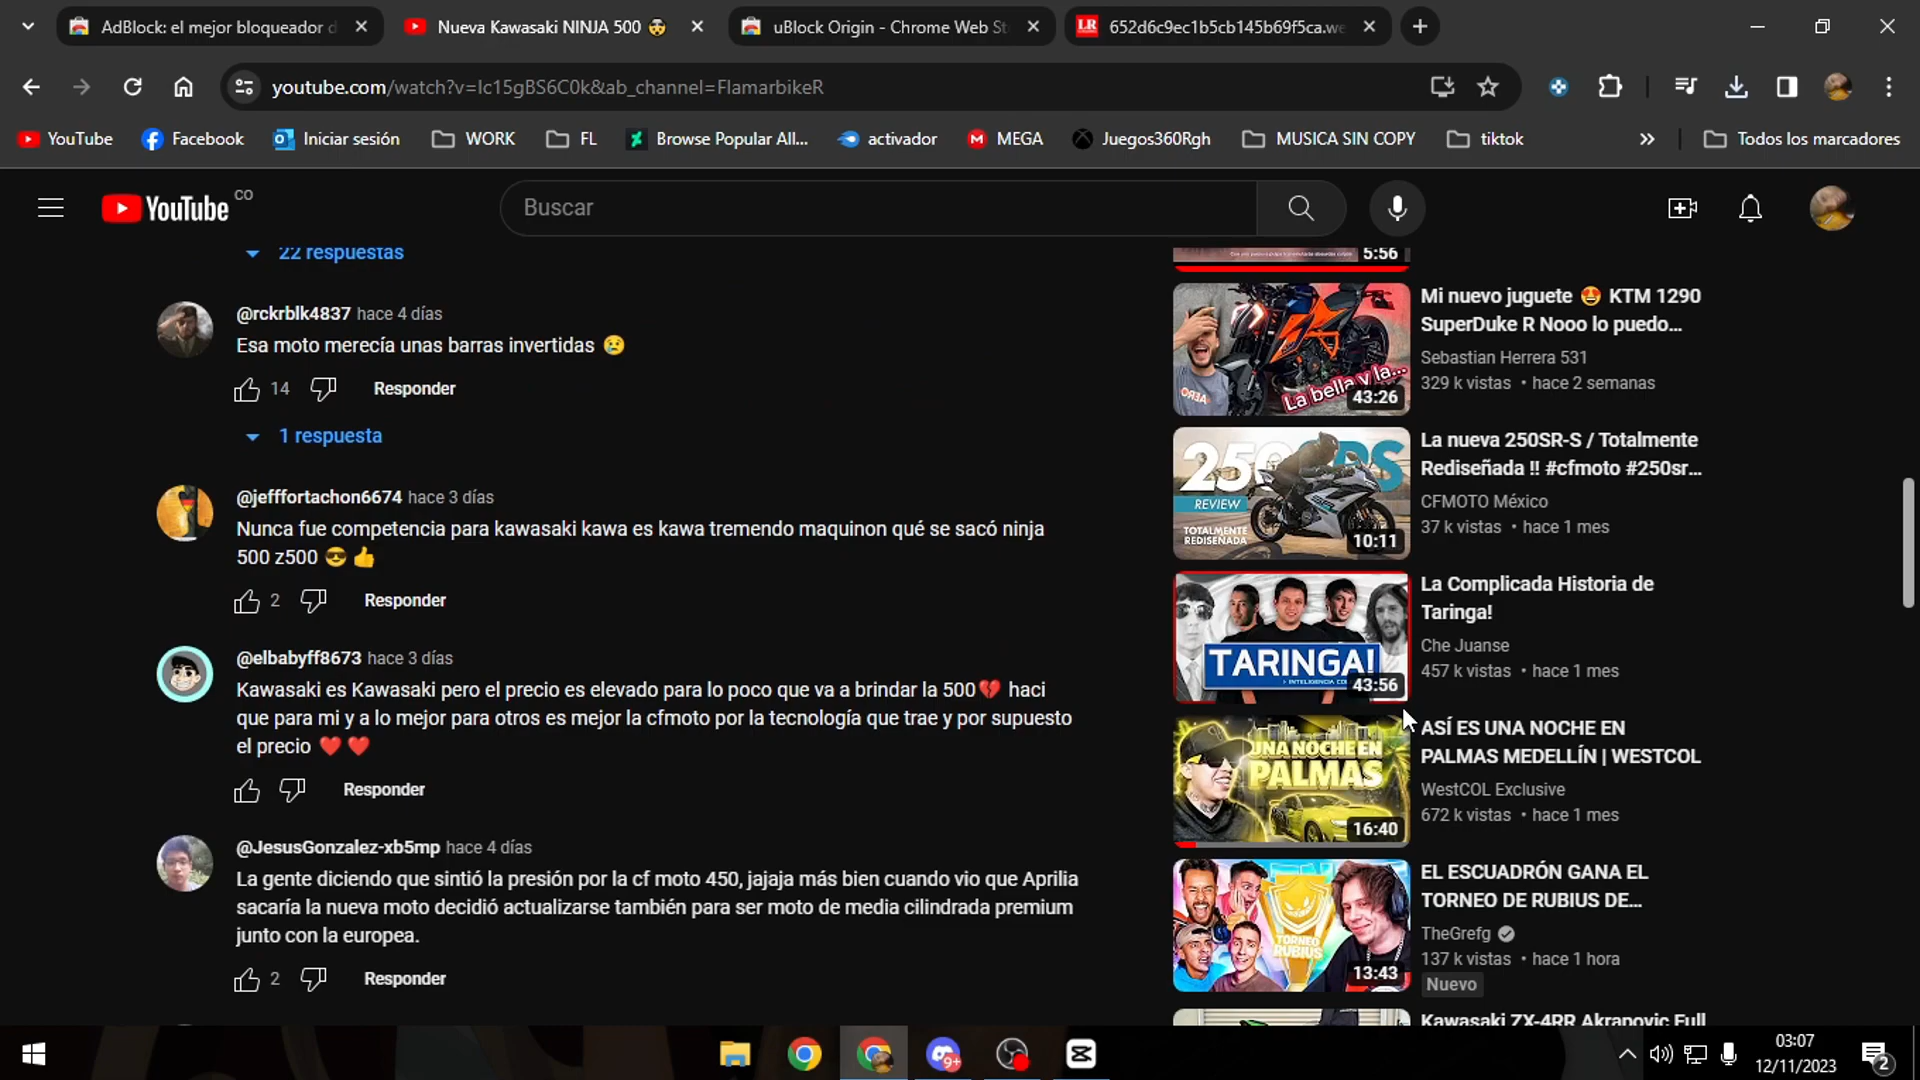 AdBlock: el mejor bloqueador d
Nueva Kawasaki NINJA 500 🤯
uBlock Origin - Chrome Web St
LR
652d6c9ec1b5cb145b69f5ca.we
youtube.com/watch?v=Ic15gBS6C0k&ab_channel=FlamarbikeR
YouTube
Facebook
Iniciar sesión
WORK
FL
Browse Popular All...
activador
MEGA
Juegos360Rgh
MUSICA SIN COPY
tiktok
Todos los marcadores
YouTube CO
Buscar
22 respuestas
@rckrblk4837 hace 4 días
Esa moto merecía unas barras invertidas 😢
14
Responder
1 respuesta
@jefffortachon6674 hace 3 días
Nunca fue competencia para kawasaki kawa es kawa tremendo maquinon qué se sacó ninja
500 z500 😎 👍
2
Responder
@elbabyff8673 hace 3 días
Kawasaki es Kawasaki pero el precio es elevado para lo poco que va a brindar la 500💔 haci
que para mi y a lo mejor para otros es mejor la cfmoto por la tecnología que trae y por supuesto
el precio ❤️ ❤️
Responder
@JesusGonzalez-xb5mp hace 4 días
La gente diciendo que sintió la presión por la cf moto 450, jajaja más bien cuando vio que Aprilia
sacaría la nueva moto decidió actualizarse también para ser moto de media cilindrada premium
junto con la europea.
2
Responder
5:56
La bella y la...
43:26
Mi nuevo juguete 🤩 KTM 1290
SuperDuke R Nooo lo puedo...
Sebastian Herrera 531
329 k vistas • hace 2 semanas
REVIEW
TOTALMENTE
REDISEÑADA
10:11
La nueva 250SR-S / Totalmente
Rediseñada !! #cfmoto #250sr...
CFMOTO México
37 k vistas • hace 1 mes
TARINGA!
43:56
La Complicada Historia de
Taringa!
Che Juanse
457 k vistas • hace 1 mes
UNA NOCHE EN
PALMAS
16:40
ASÍ ES UNA NOCHE EN
PALMAS MEDELLÍN | WESTCOL
WestCOL Exclusive
672 k vistas • hace 1 mes
TORNEO
RUBIUS
13:43
EL ESCUADRÓN GANA EL
TORNEO DE RUBIUS DE...
TheGrefg
137 k vistas • hace 1 hora
Nuevo
Kawasaki ZX-4RR Akrapovic Full
9+
03:07
12/11/2023
2